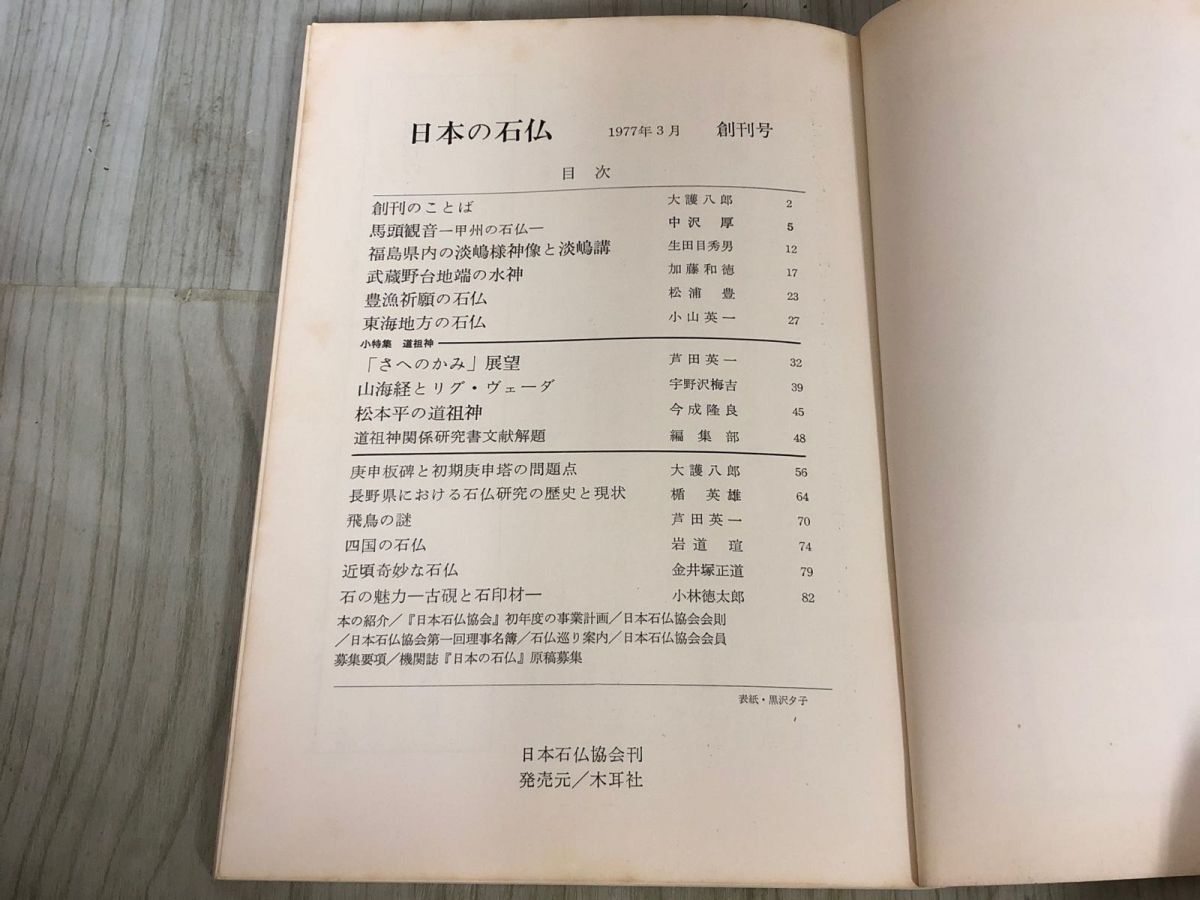 日本の石仏 1977年3月 創刊号
目次
創刊のことば 大護八郎 2
馬頭観音―甲州の石仏― 中沢厚 5
福島県内の淡嶋様神像と淡嶋講 生田目秀男 12
武蔵野台地端の水神 加藤和徳 17
豊漁祈願の石仏 松浦豊 23
東海地方の石仏 小山英一 27
小特集 道祖神
「さへのかみ」展望 芦田英一 32
山海経とリグ・ヴェーダ 宇野沢梅吉 39
松本平の道祖神 今成隆良 45
道祖神関係研究書文献解題 編集部 48
庚申板碑と初期庚申塔の問題点 大護八郎 56
長野県における石仏研究の歴史と現状 楯英雄 64
飛鳥の謎 芦田英一 70
四国の石仏 岩道瑄 74
近頃奇妙な石仏 金井塚正道 79
石の魅力―古硯と石印材― 小林徳太郎 82
本の紹介/『日本石仏協会』初年度の事業計画/日本石仏協会会則
/日本石仏協会第一回理事名簿/石仏巡り案内/日本石仏協会会員
募集要項/機関誌『日本の石仏』原稿募集
表紙・黒沢夕子
日本石仏協会刊
発売元/木耳社